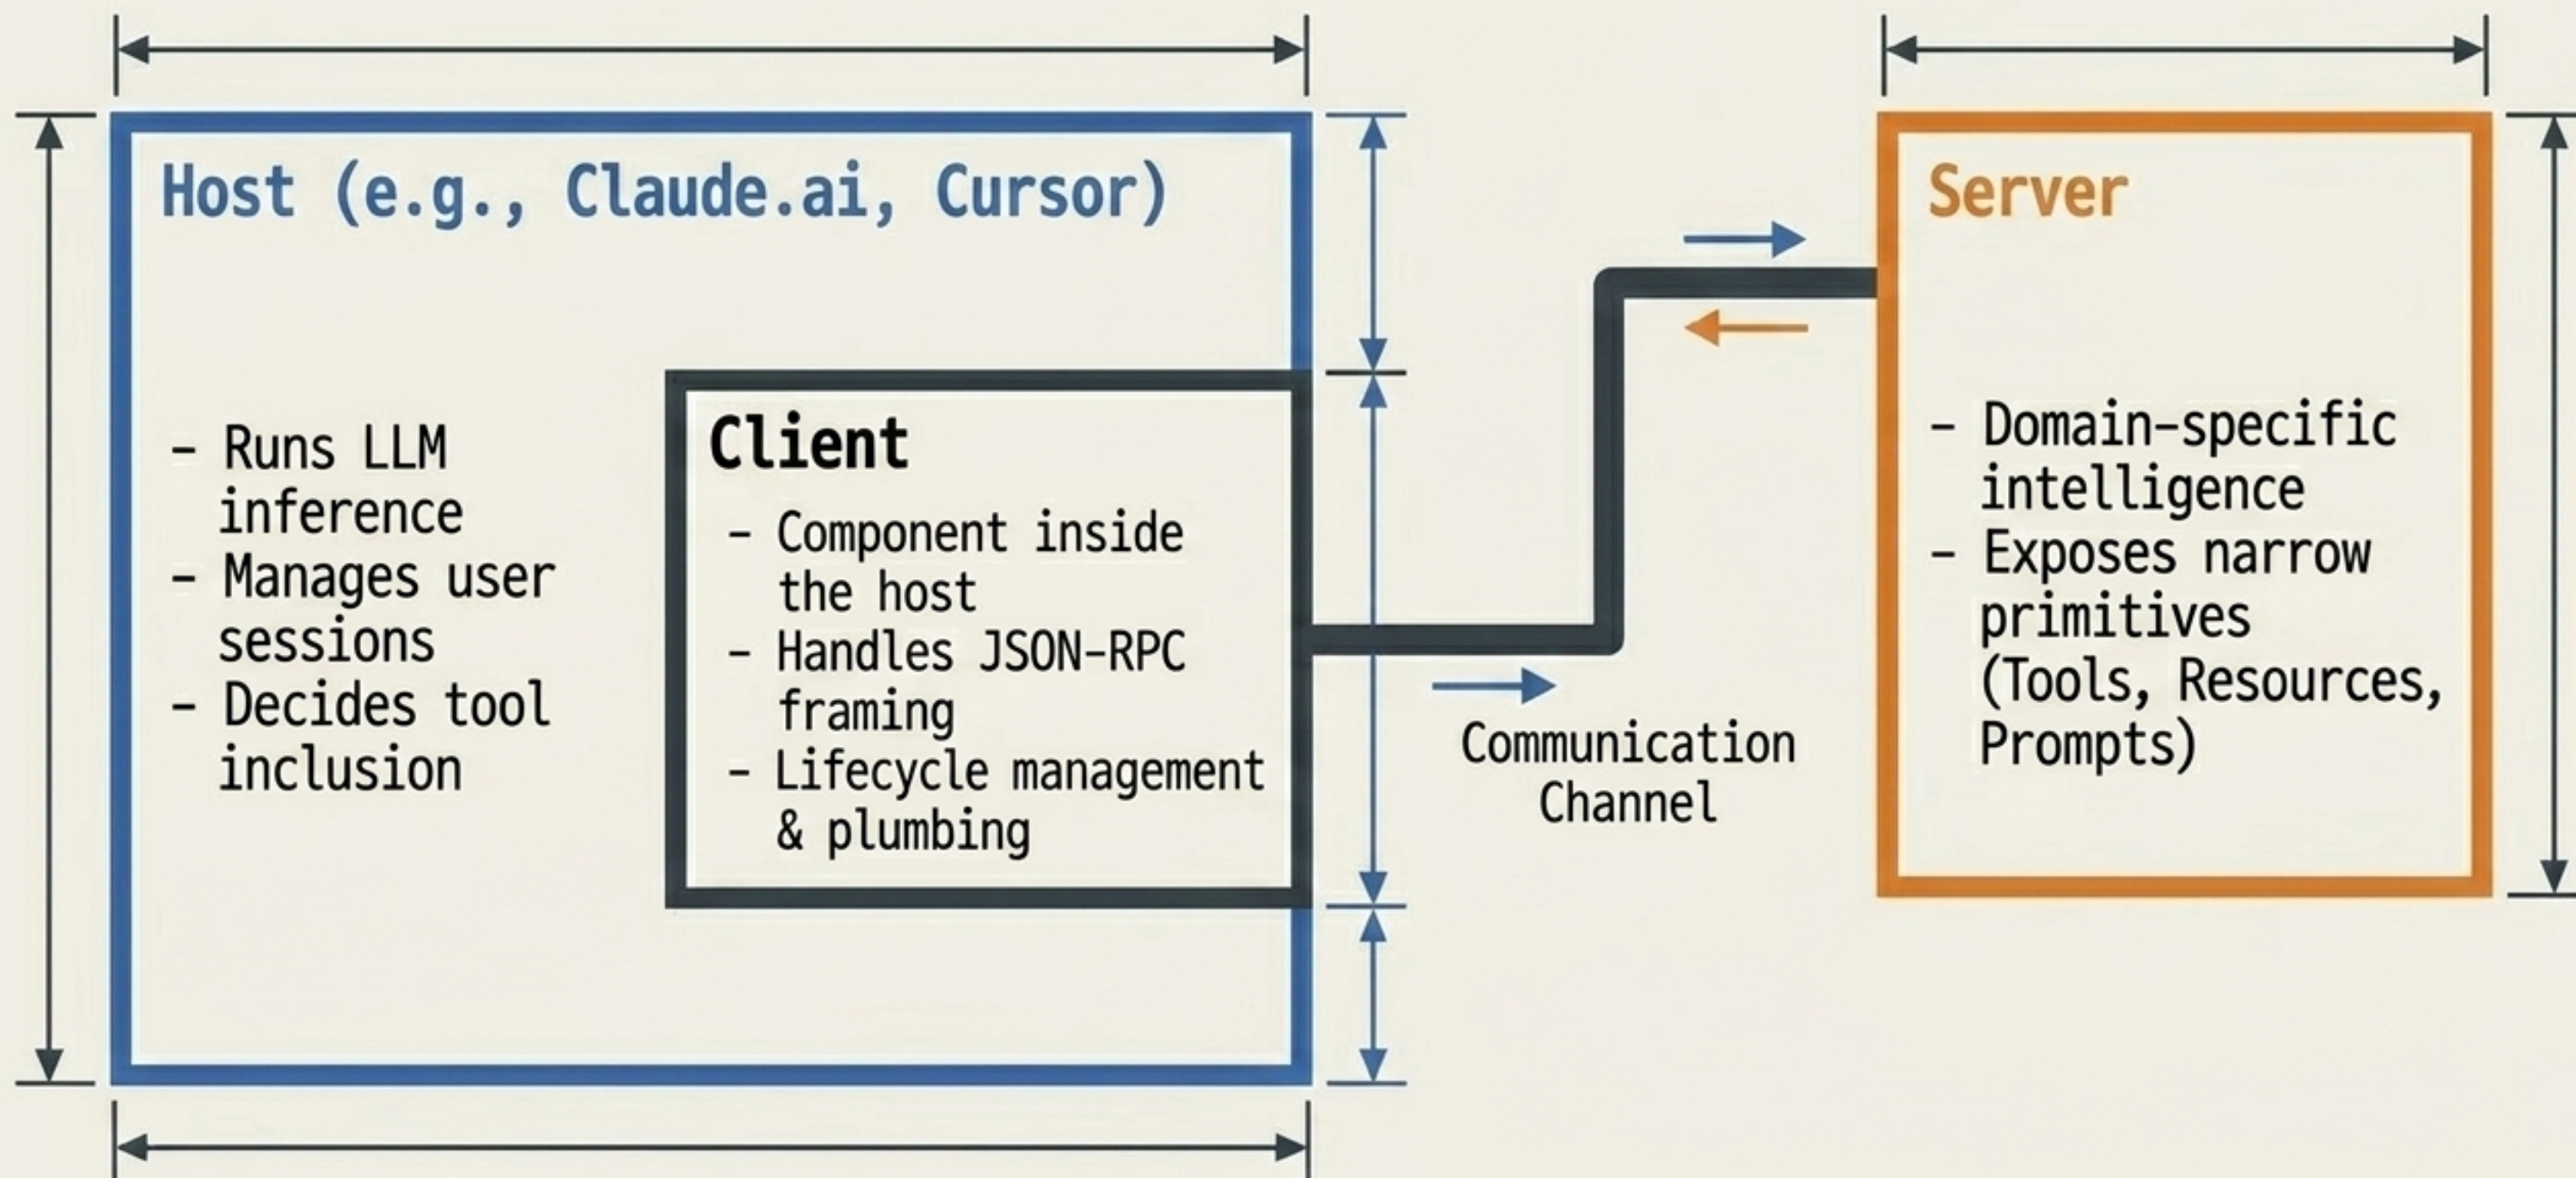 Host (e.g., Claude.ai, Cursor)
– Runs LLM
inference
– Manages user
sessions
– Decides tool
inclusion
Client
– Component inside
the host
– Handles JSON–RPC
framing
– Lifecycle management
& plumbing
Communication
Channel
Server
– Domain–specific
intelligence
– Exposes narrow
primitives
(Tools, Resources,
Prompts)